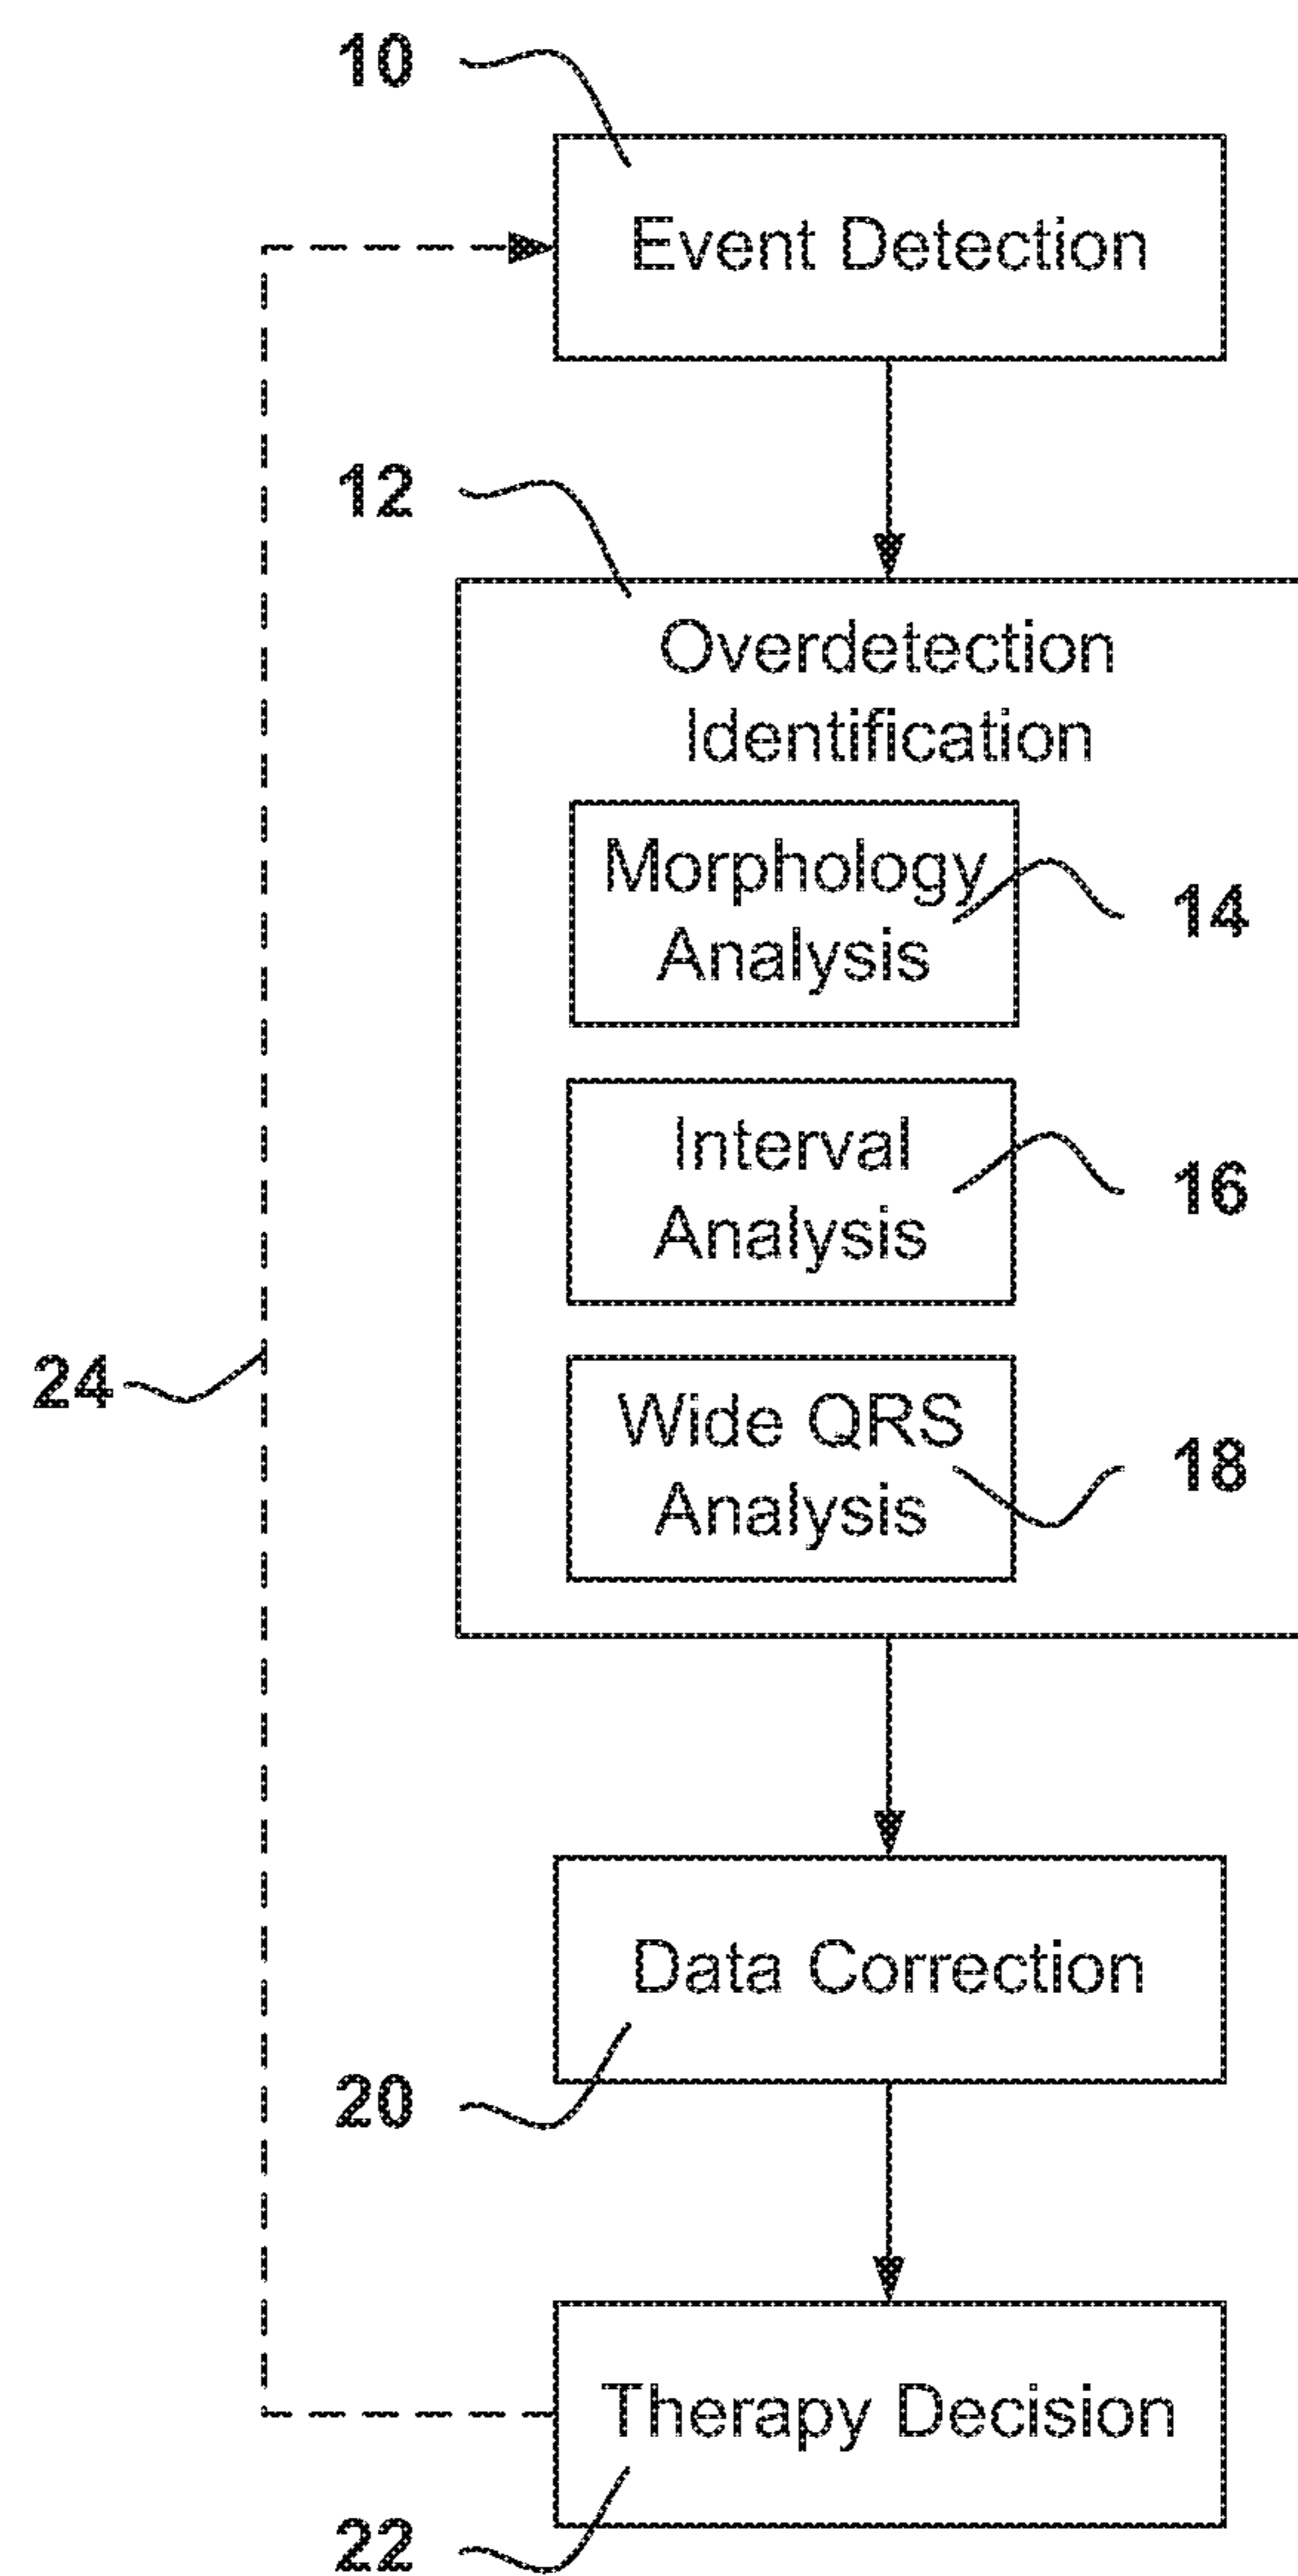 10
Event Detection
12
Overdetection
Identification
Morphology
Analysis
14
Interval
Analysis
16
24
Wide QRS
Analysis
18
Data Correction
20
Therapy Decision
22